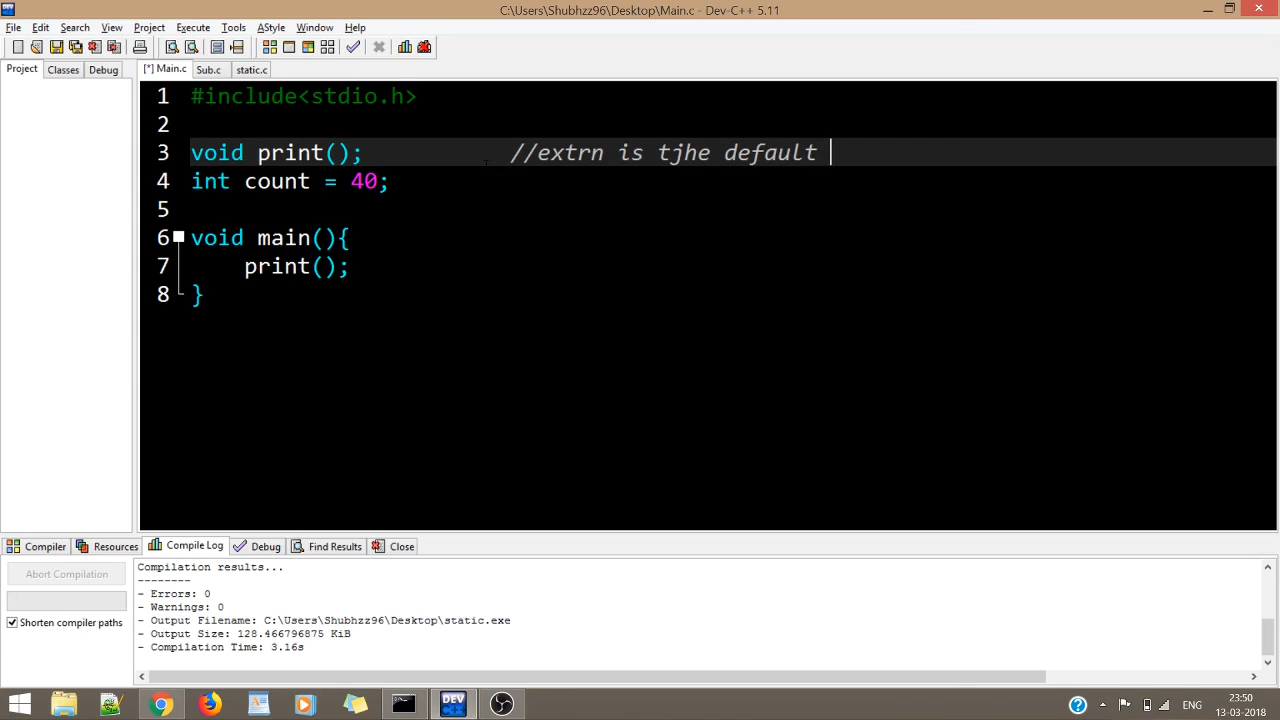 C:\Users\Shubhzz96\Desktop\Main.c - Dev-C++ 5.11
File Edit Search View Project Execute Tools AStyle Window Help
Project Classes Debug [*] Main.c Sub.c static.c
1 #include<stdio.h>
2
3 void print(); //extrn is tjhe default
4 int count = 40;
5
6 void main(){
7 print();
8 }
Compiler Resources Compile Log Debug Find Results Close
Abort Compilation
Shorten compiler paths
Compilation results...
--------
- Errors: 0
- Warnings: 0
- Output Filename: C:\Users\Shubhzz96\Desktop\static.exe
- Output Size: 128.466796875 KiB
- Compilation Time: 3.16s
DEV C++
23:50
13-03-2018